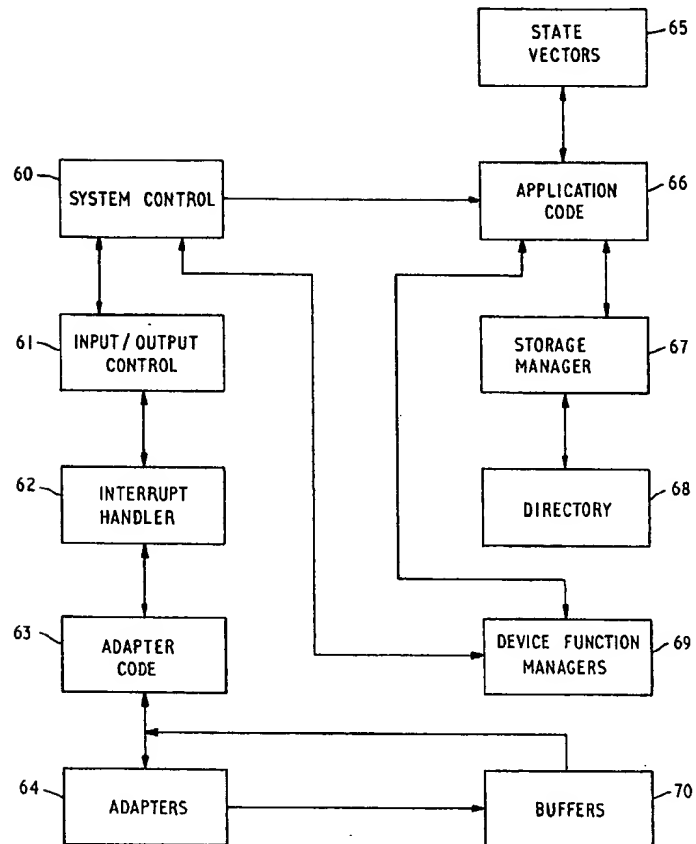 65
STATE
VECTORS
60
SYSTEM CONTROL
APPLICATION
CODE
66
61
INPUT/OUTPUT
CONTROL
STORAGE
MANAGER
67
62
INTERRUPT
HANDLER
DIRECTORY
68
63
ADAPTER
CODE
DEVICE FUNCTION
MANAGERS
69
64
ADAPTERS
BUFFERS
70